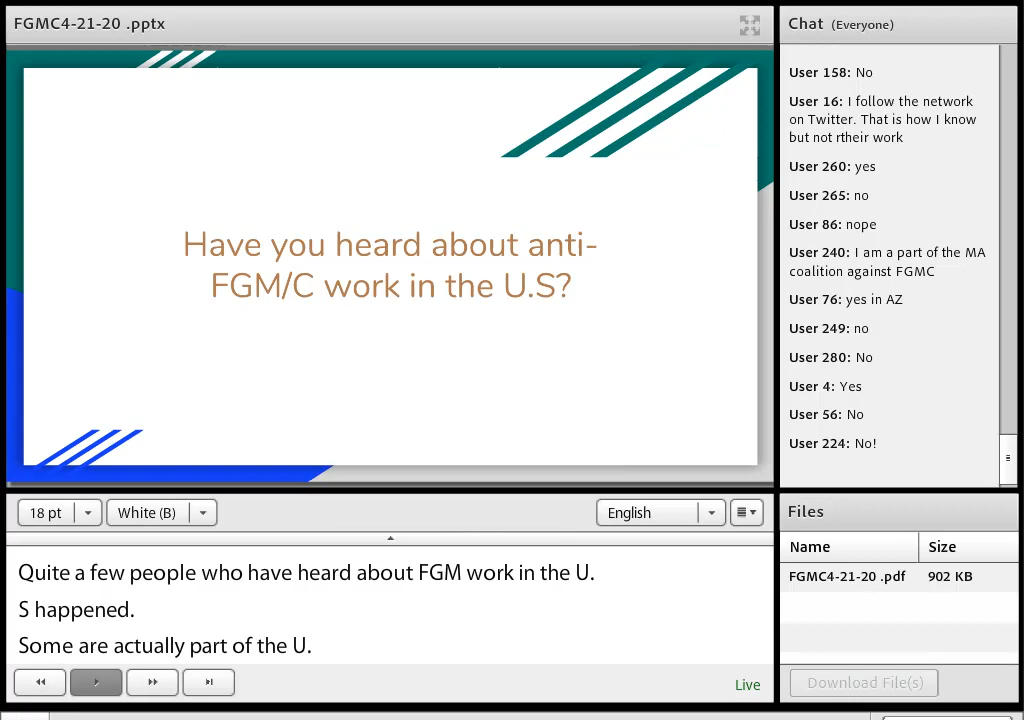 FGMC4-21-20 .pptx
Have you heard about anti-
FGM/C work in the U.S?
Chat (Everyone)
User 158: No
User 16: I follow the network
on Twitter. That is how I know
but not rtheir work
User 260: yes
User 265: no
User 86: nope
User 240: I am a part of the MA
coalition against FGMC
User 76: yes in AZ
User 249: no
User 280: No
User 4: Yes
User 56: No
User 224: No!
18 pt
White (B)
English
Quite a few people who have heard about FGM work in the U.
S happened.
Some are actually part of the U.
Live
Files
Name Size
FGMC4-21-20 .pdf 902 KB
Download File(s)